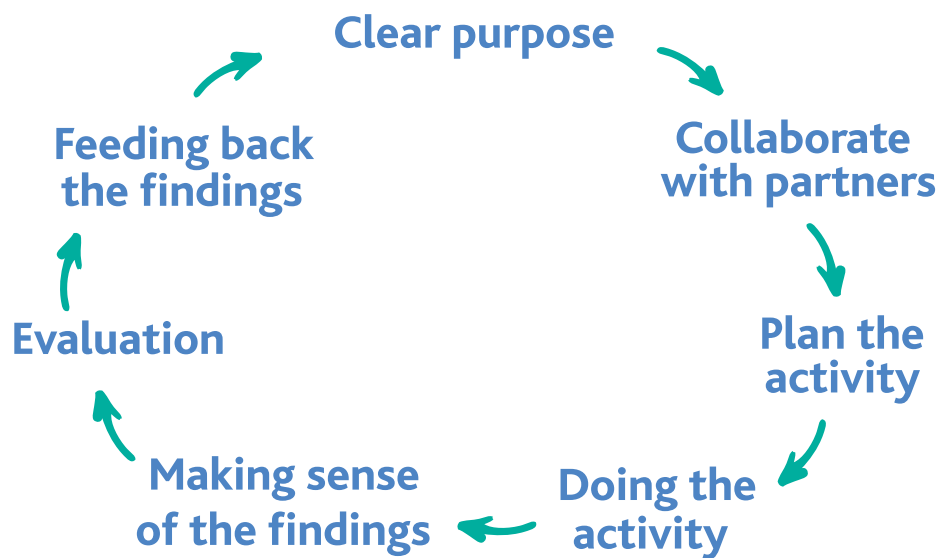 Clear purpose
Collaborate
with partners
Plan the
activity
Doing the
activity
Making sense
of the findings
Evaluation
Feeding back
the findings